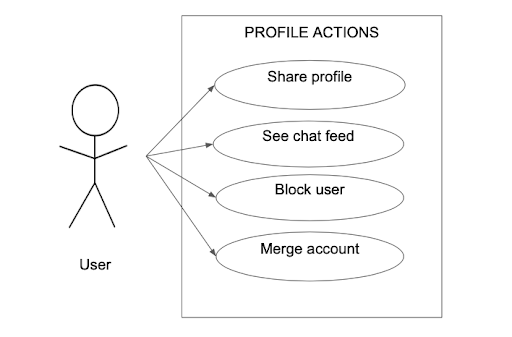 PROFILE ACTIONS
Share profile
See chat feed
Block user
Merge account
User